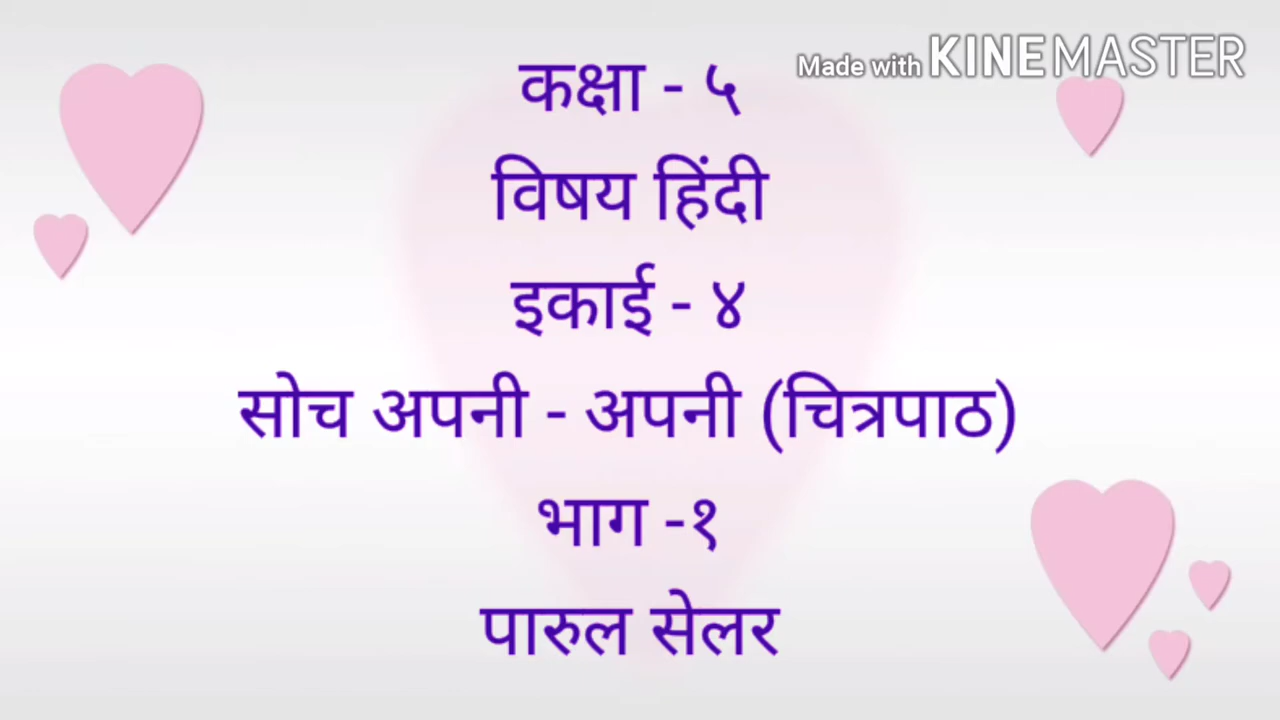 Made with KINEMASTER
कक्षा - ५
विषय हिंदी
इकाई - ४
सोच अपनी - अपनी (चित्रपाठ)
भाग -१
पारुल सेलर